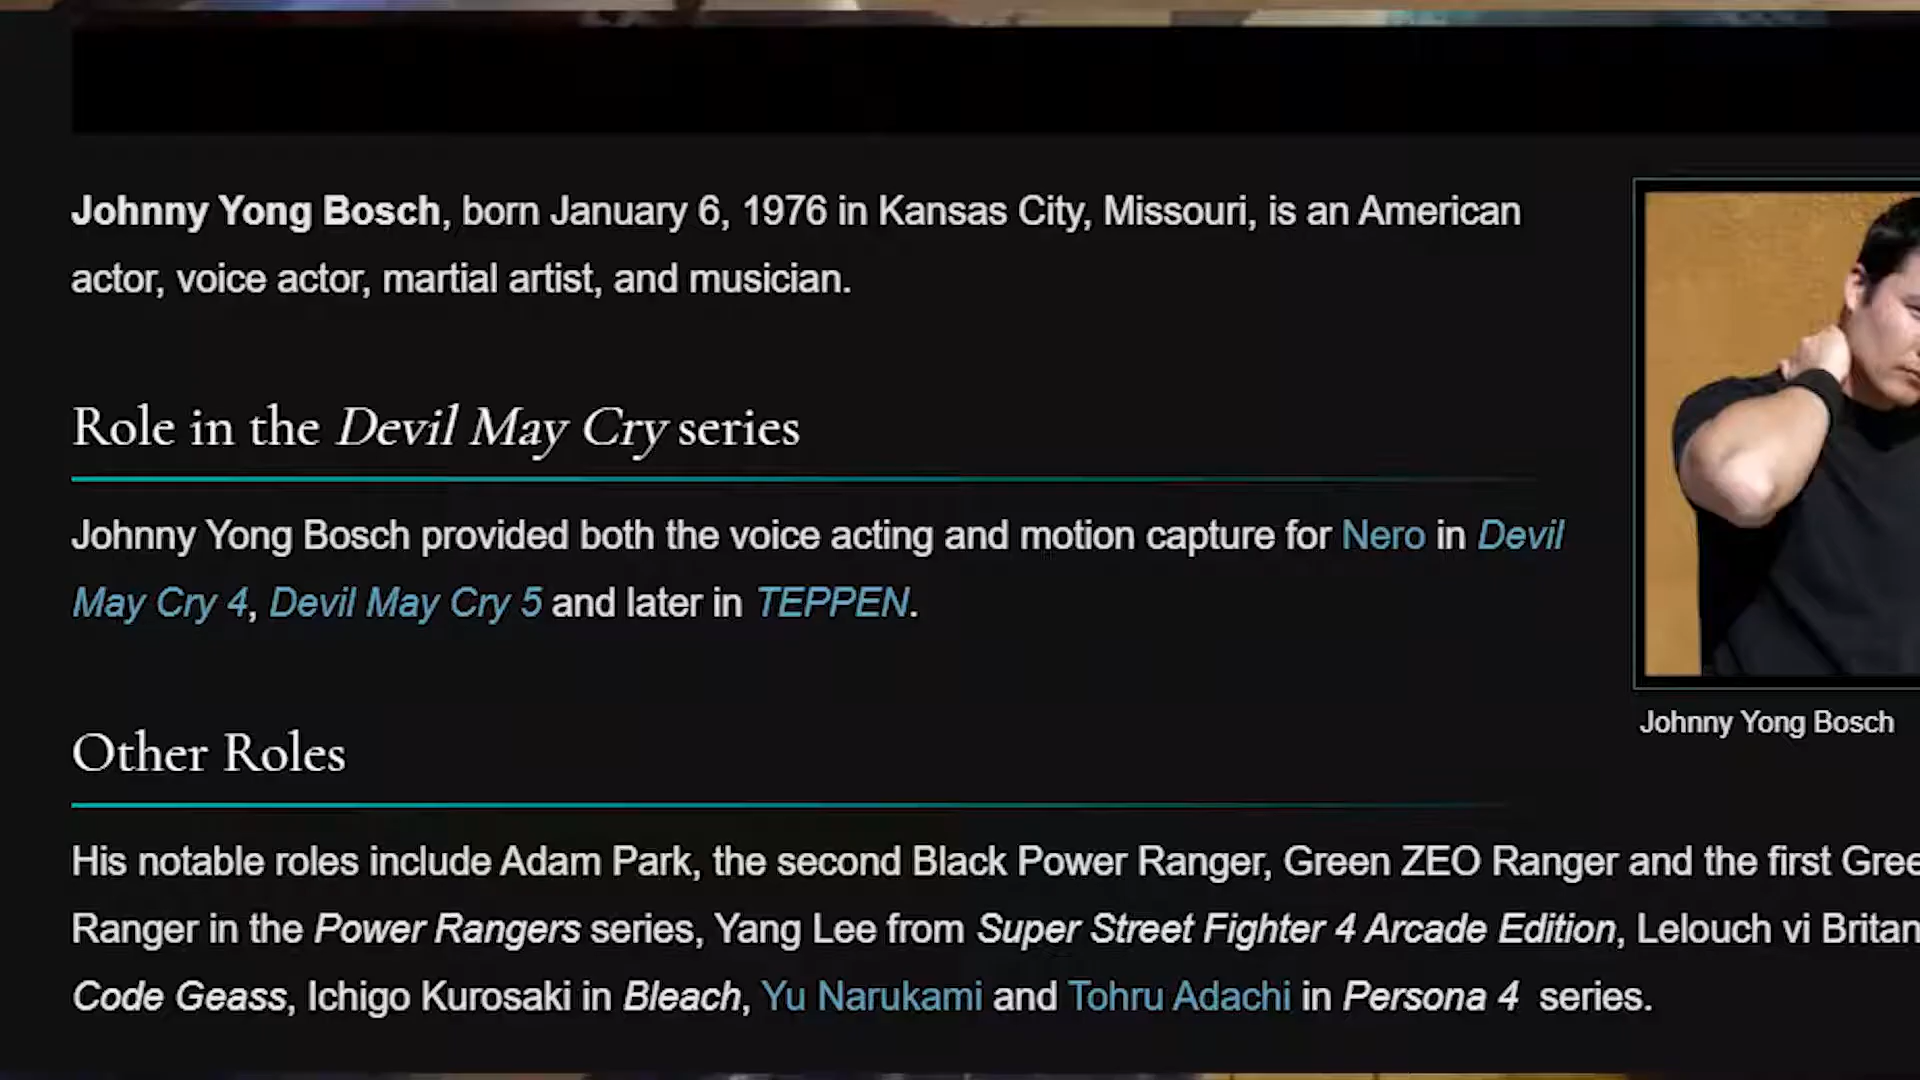 Johnny Yong Bosch, born January 6, 1976 in Kansas City, Missouri, is an American
actor, voice actor, martial artist, and musician.
Role in the Devil May Cry series
Johnny Yong Bosch provided both the voice acting and motion capture for Nero in Devil
May Cry 4, Devil May Cry 5 and later in TEPPEN.
Johnny Yong Bosch
Other Roles
His notable roles include Adam Park, the second Black Power Ranger, Green ZEO Ranger and the first
Ranger in the Power Rangers series, Yang Lee from Super Street Fighter 4 Arcade Edition, Lelouch vi
Code Geass, Ichigo Kurosaki in Bleach, Yu Narukami and Tohru Adachi in Persona 4 series.